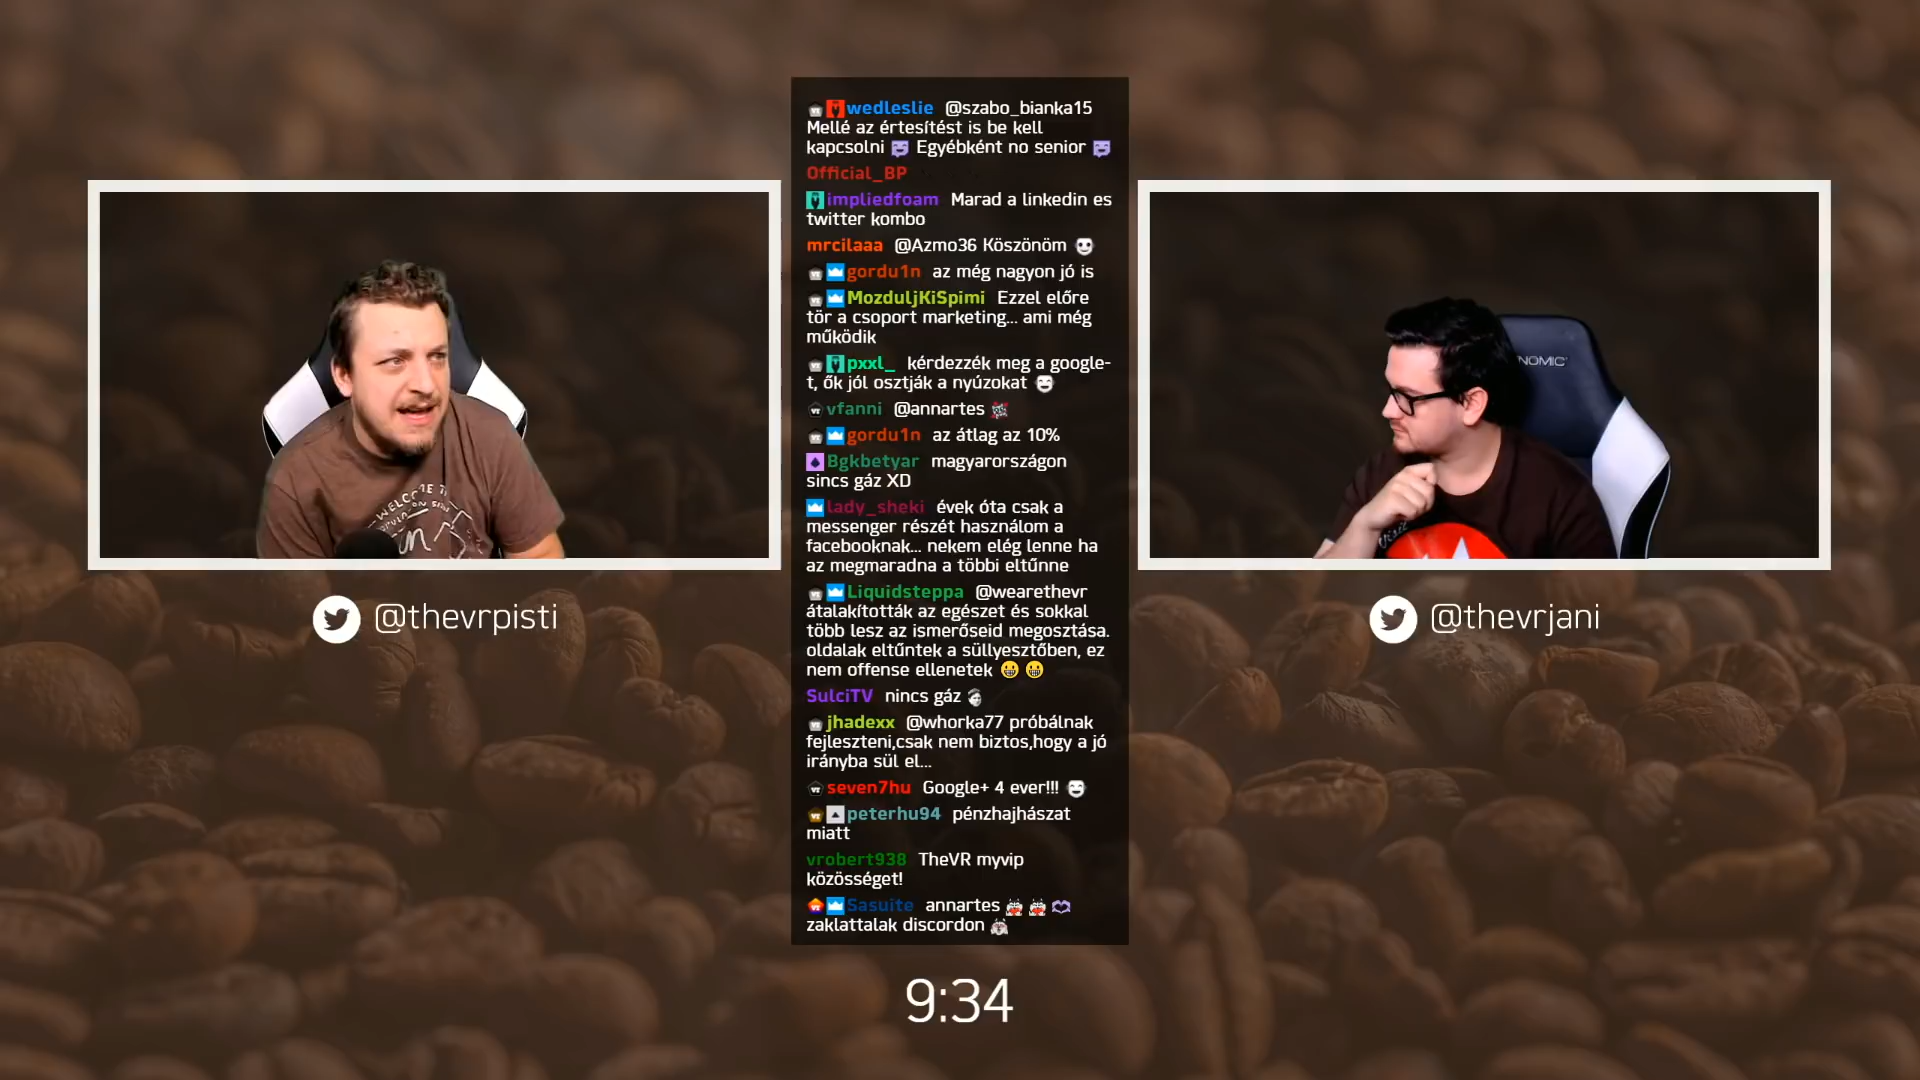 wedleslie @szabo_bianka15
Mellé az értesítést is be kell
kapcsolni Egyébként no senior
Official_BP
impliedfoam Marad a linkedin es
twitter kombo
mrcilaaa @Azmo36 Köszönöm
gordu1n az még nagyon jó is
MozduljKiSpimi Ezzel előre
tör a csoport marketing... ami még
működik
pxxl_ kérdezzék meg a google-
t, ők jól osztják a nyúzokat
vfanni @annartes
gordu1n az átlag az 10%
Bgkbetyar magyarországon
sincs gáz XD
lady_sheki évek óta csak a
messenger részét használom a
facebooknak... nekem elég lenne ha
az megmaradna a többi eltűnne
Liquidsteppa @wearethevr
átalakították az egészet és sokkal
több lesz az ismerőseid megosztása.
oldalak eltűntek a süllyesztőben, ez
nem offense ellenetek
SulciTV nincs gáz
jhadexx @whorka77 próbálnak
fejleszteni,csak nem biztos,hogy a jó
irányba sül el...
seven7hu Google+ 4 ever!!!
peterhu94 pénzhajhászat
miatt
vrobert938 TheVR myvip
közösséget!
Sasuite annartes
zaklattalak discordon
WELCOME T
@thevrpisti
NOMIC
Visit
@thevrjani
9:34